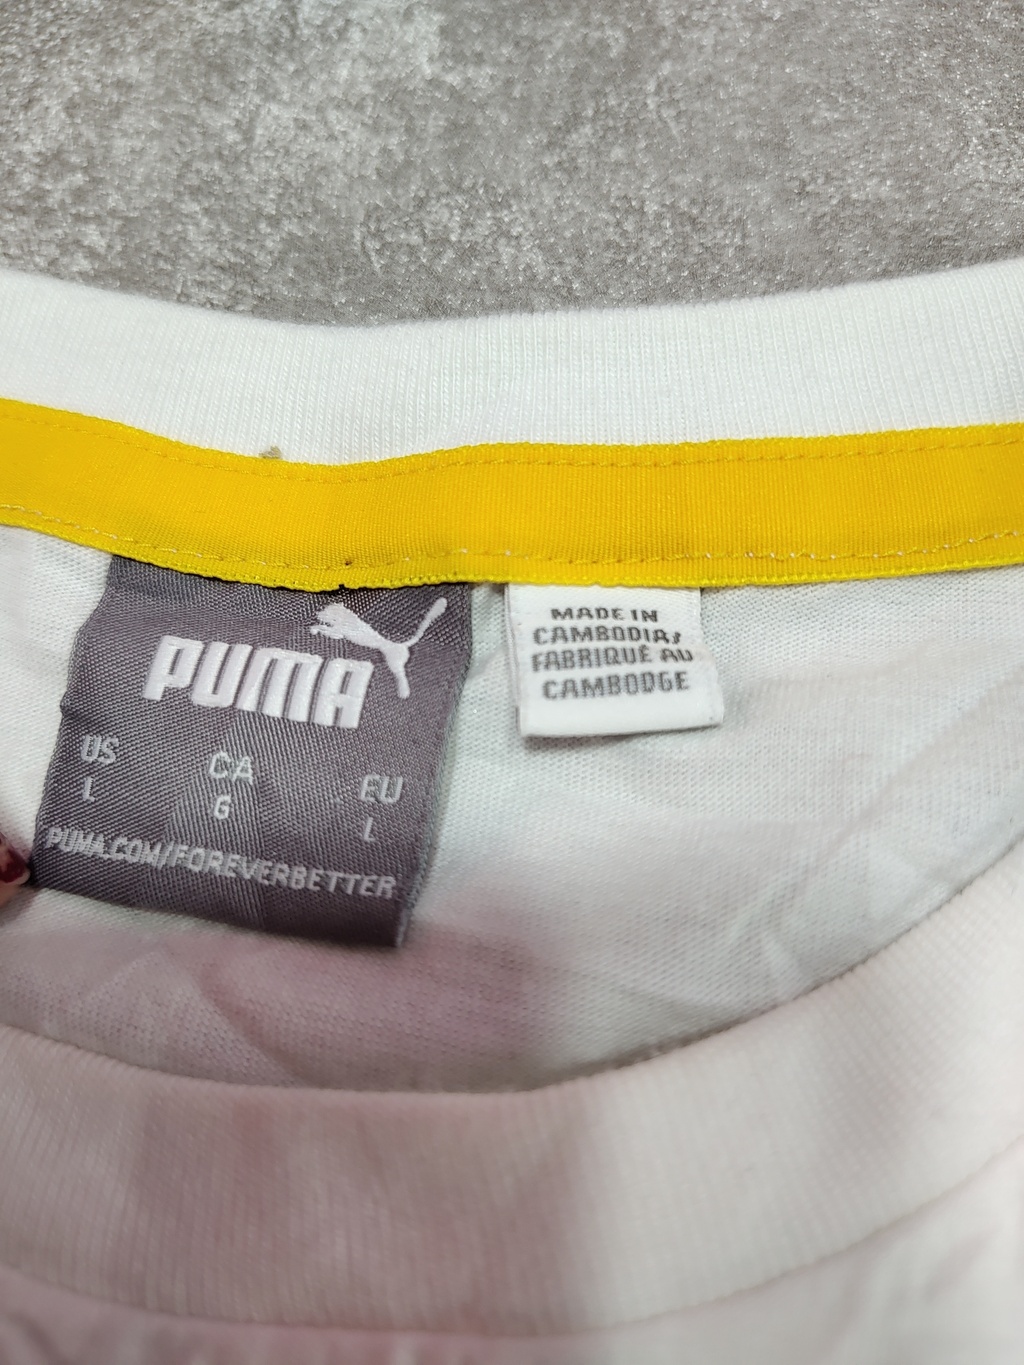 PUMA
US CA EU
L G L
PUMA.COM/FOREVERBETTER
MADE IN
CAMBODIA/
FABRIQUÉ AU
CAMBODGE